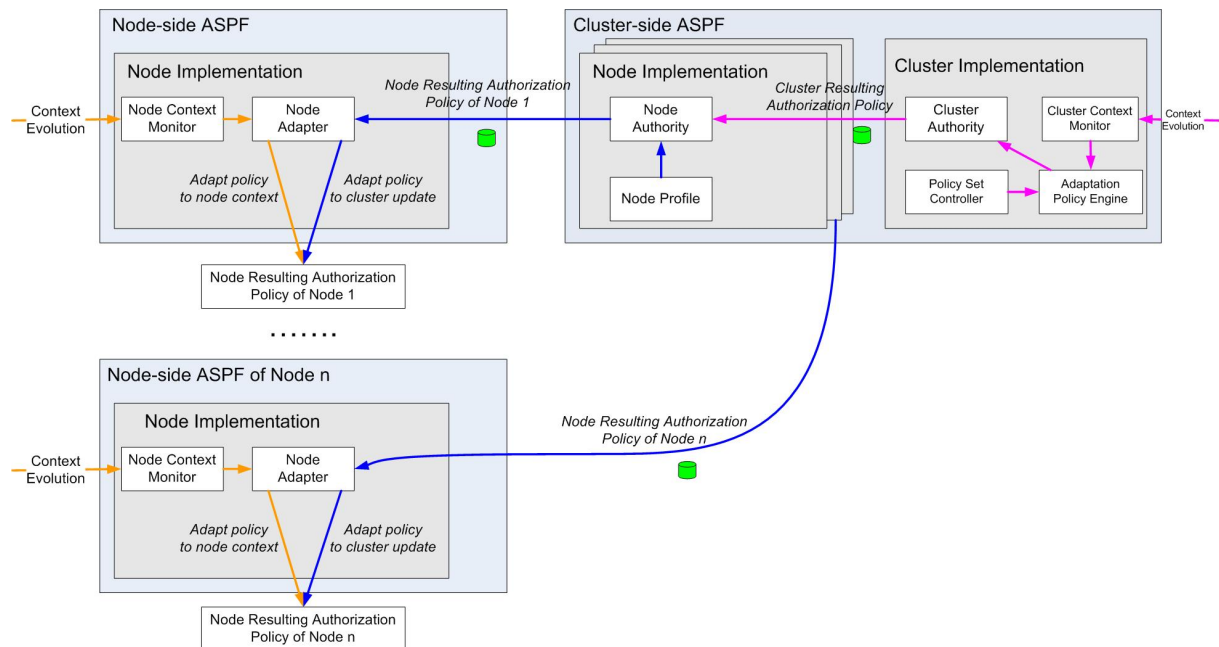 Node-side ASPF
Node Implementation
Context
Evolution
Node Context
Monitor
Node
Adapter
Adapt policy
to node context
Adapt policy
to cluster update
Node Resulting Authorization
Policy of Node 1
Node Resulting Authorization
Policy of Node 1
Cluster-side ASPF
Node Implementation
Node
Authority
Node Profile
Cluster Resulting
Authorization Policy
Cluster Implementation
Cluster
Authority
Cluster Context
Monitor
Policy Set
Controller
Adaptation
Policy Engine
Context
Evolution
.......
Node-side ASPF of Node n
Node Implementation
Context
Evolution
Node Context
Monitor
Node
Adapter
Adapt policy
to node context
Adapt policy
to cluster update
Node Resulting Authorization
Policy of Node n
Node Resulting Authorization
Policy of Node n